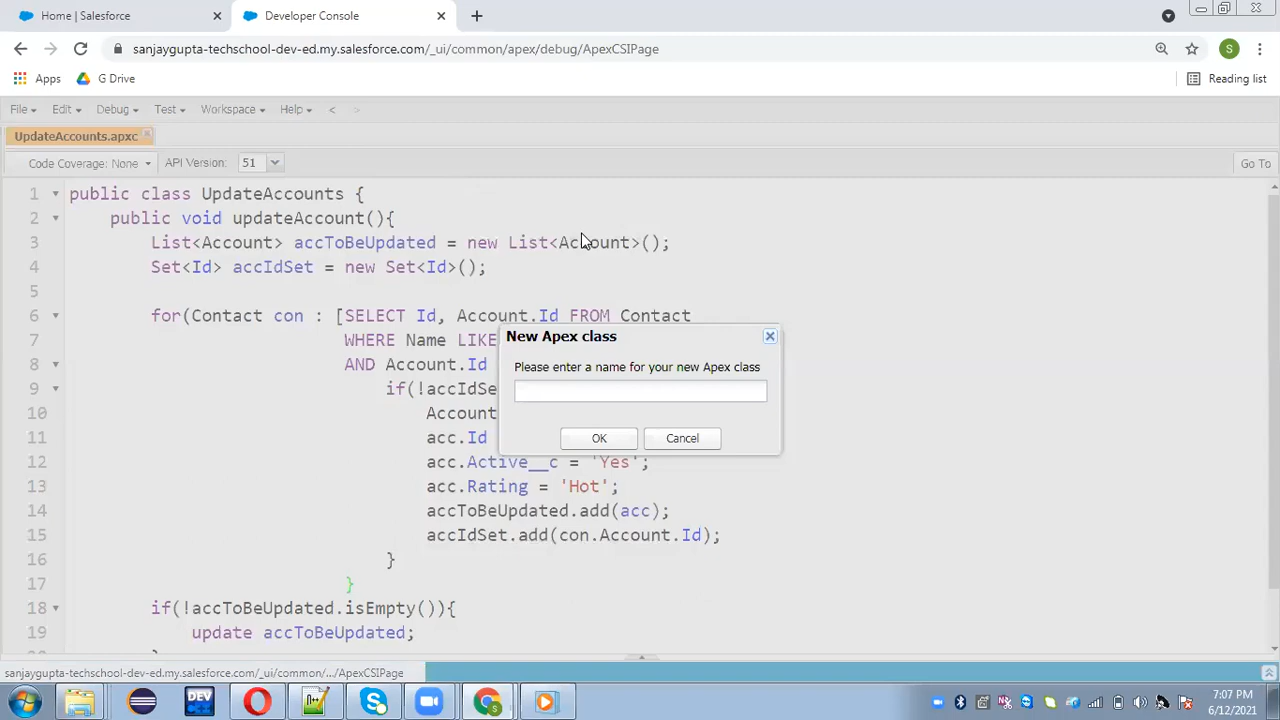 Home | Salesforce
Developer Console
sanjaygupta-techschool-dev-ed.my.salesforce.com/_ui/common/apex/debug/ApexCSIPage
S
Apps
G Drive
Reading list
File
Edit
Debug
Test
Workspace
Help
<
>
UpdateAccounts.apxc
Code Coverage: None
API Version:
51
Go To
1 public class UpdateAccounts {
2 public void updateAccount(){
3 List<Account> accToBeUpdated = new List<Account>();
4 Set<Id> accIdSet = new Set<Id>();
5
6 for(Contact con : [SELECT Id, Account.Id FROM Contact
7 WHERE Name LIKE
8 AND Account.Id
9 if(!accIdSe
10 Account
11 acc.Id
12 acc.Active__c = 'Yes';
13 acc.Rating = 'Hot';
14 accToBeUpdated.add(acc);
15 accIdSet.add(con.Account.Id);
16 }
17 }
18 if(!accToBeUpdated.isEmpty()){
19 update accToBeUpdated;
New Apex class
Please enter a name for your new Apex class
OK
Cancel
sanjaygupta-techschool-dev-ed.my.salesforce.com/_ui/common/.../ApexCSIPage
DEV
C++
S
7:07 PM
6/12/2021